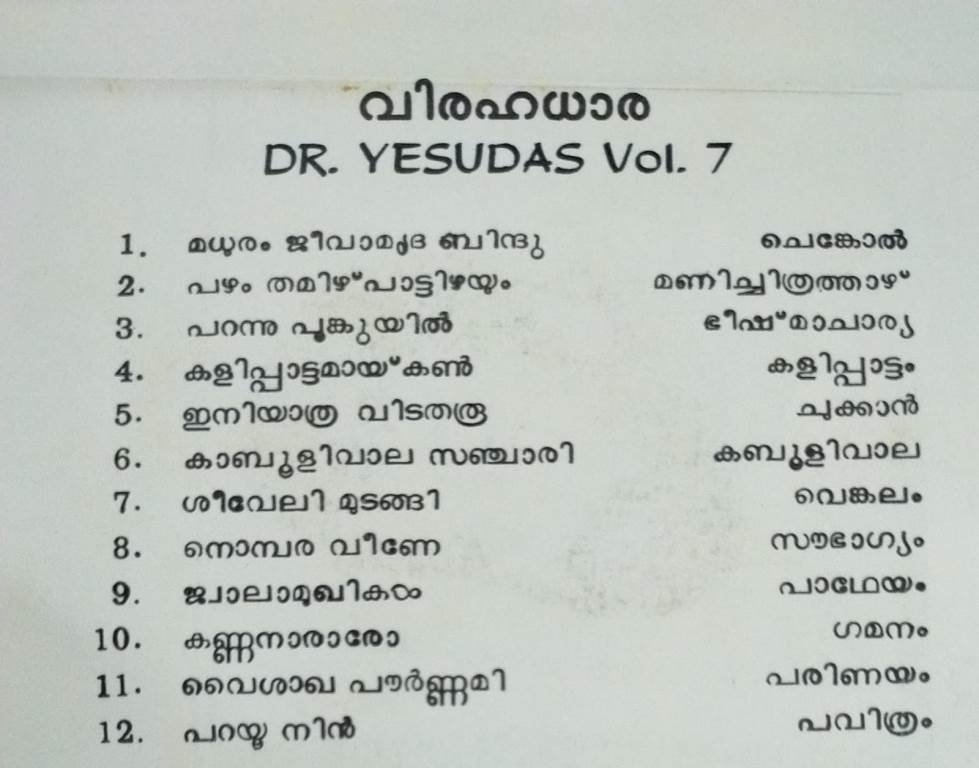 വിരഹധാര
DR. YESUDAS Vol. 7
1. മധുരം ജീവാമൃദ ബിന്ദു ചെങ്കോൽ
2. പഴം തമിഴ്പാട്ടിഴയും മണിച്ചിത്രത്താഴ്
3. പറന്നു പൂങ്കുയിൽ ഭീഷ്മാചാര്യ
4. കളിപ്പാട്ടമായ്കൺ കളിപ്പാട്ടം
5. ഇനിയാത്ര വിടതരൂ ചുക്കാൻ
6. കാബൂളിവാല സഞ്ചാരി കബൂളിവാല
7. ശീവേലി മുടങ്ങി വെങ്കലം
8. നൊമ്പര വീണേ സൗഭാഗ്യം
9. ജ്വാലാമുഖികൾ പാഥേയം
10. കണ്ണനാരാരോ ഗമനം
11. വൈശാഖ പൗർണ്ണമി പരിണയം
12. പറയൂ നിൻ പവിത്രം